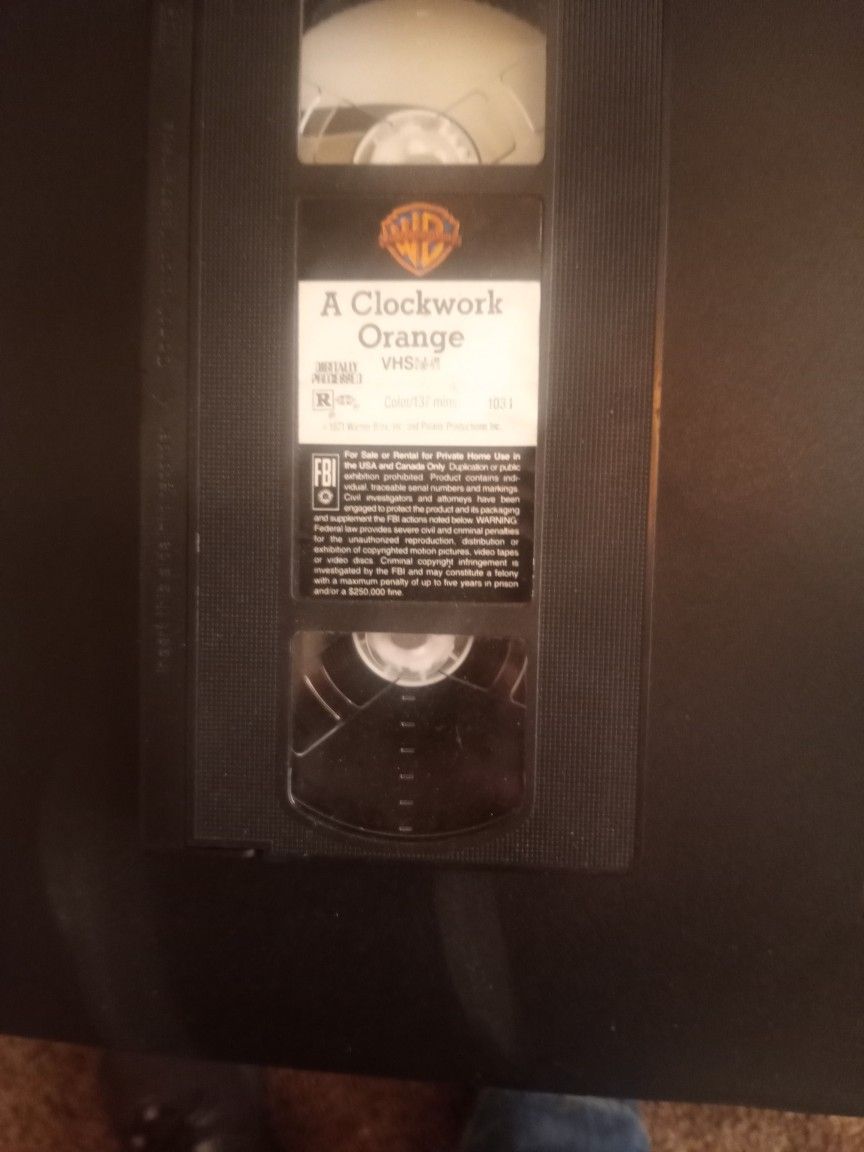 A Clockwork
Orange
VHS
DIGITALLY
PROCESSED
R
Color/137 mins.
1031
© 1971 Warner Bros. Inc. and Polaris Productions Inc.
FBI
For Sale or Rental for Private Home Use in
the USA and Canada Only. Duplication or public
exhibition prohibited. Product contains indi-
vidual, traceable serial numbers and markings.
Civil investigators and attorneys have been
engaged to protect the product and its packaging
and supplement the FBI actions noted below. WARNING:
Federal law provides severe civil and criminal penalties
for the unauthorized reproduction, distribution or
exhibition of copyrighted motion pictures, video tapes
or video discs. Criminal copyright infringement is
investigated by the FBI and may constitute a felony
with a maximum penalty of up to five years in prison
and/or a $250,000 fine.